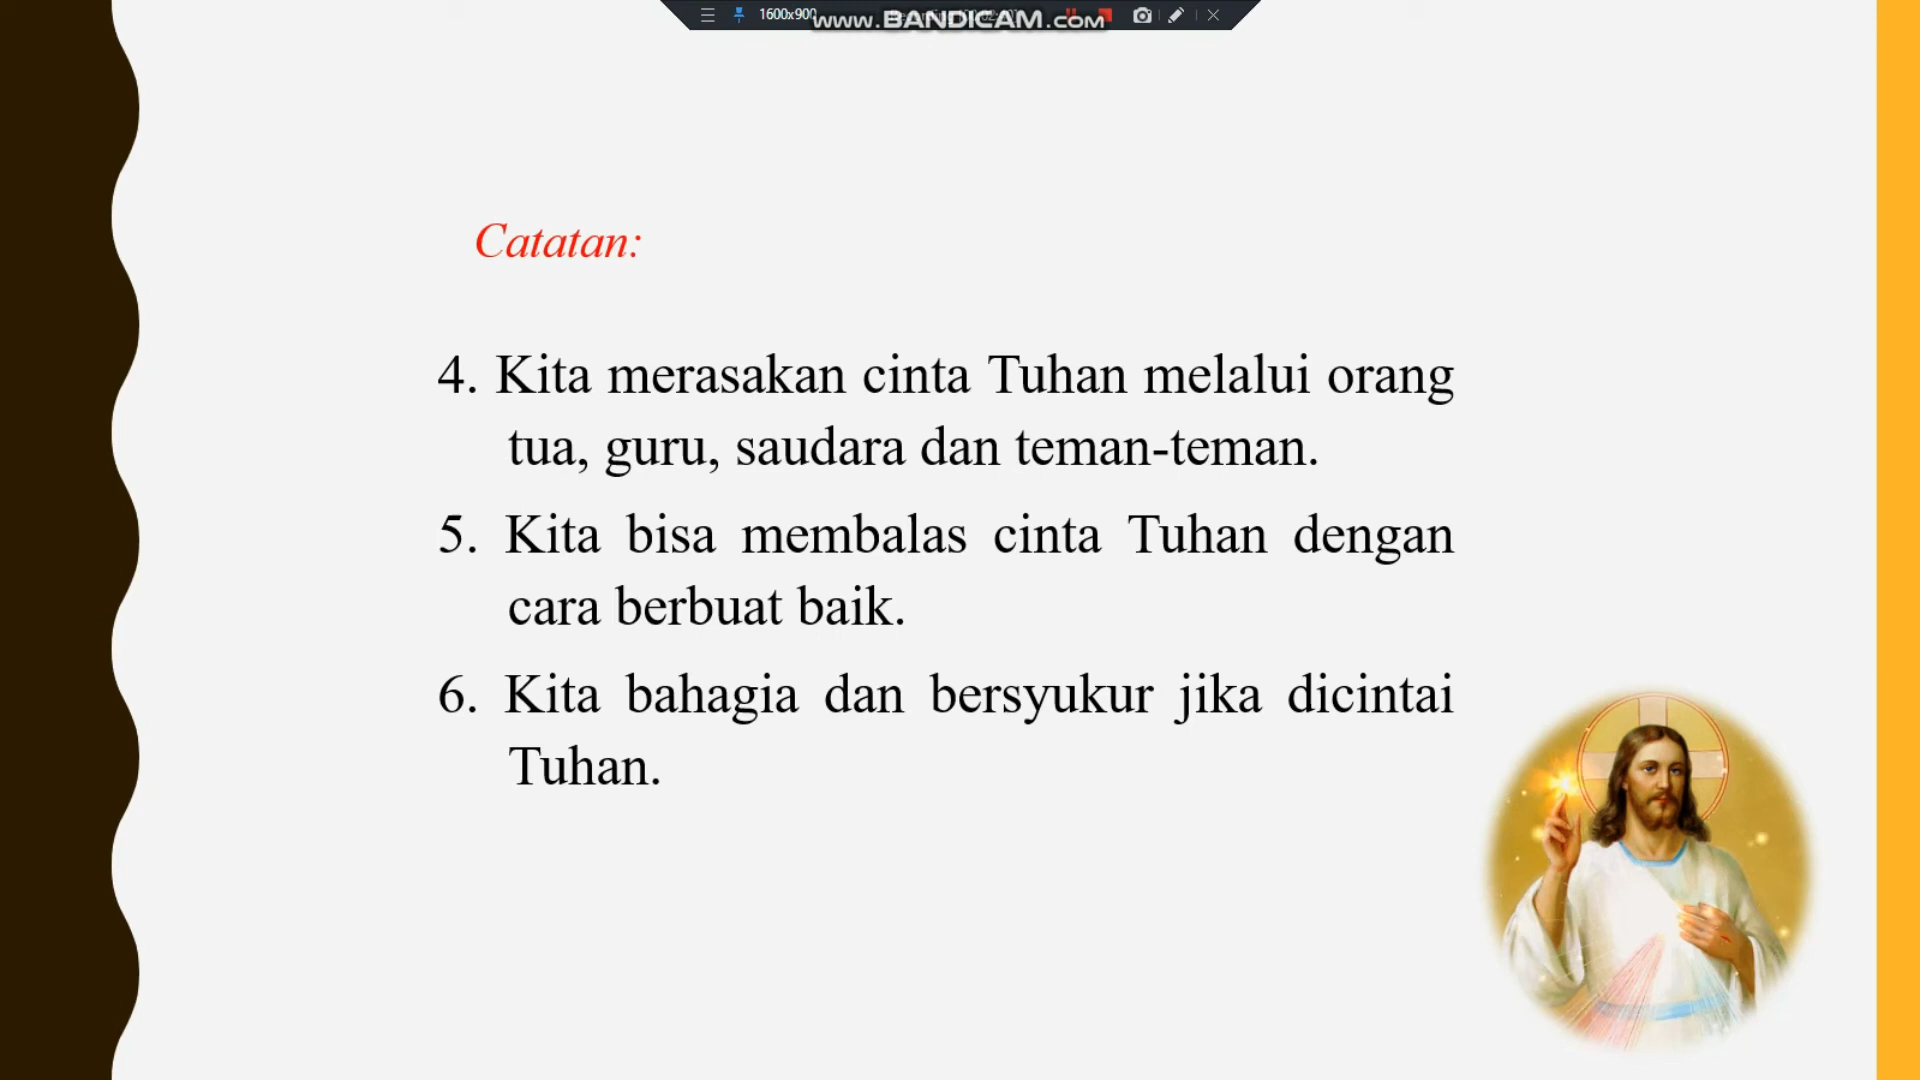 1600x900
www.BANDICAM.com
Catatan:
4. Kita merasakan cinta Tuhan melalui orang
tua, guru, saudara dan teman-teman.
5. Kita bisa membalas cinta Tuhan dengan
cara berbuat baik.
6. Kita bahagia dan bersyukur jika dicintai
Tuhan.